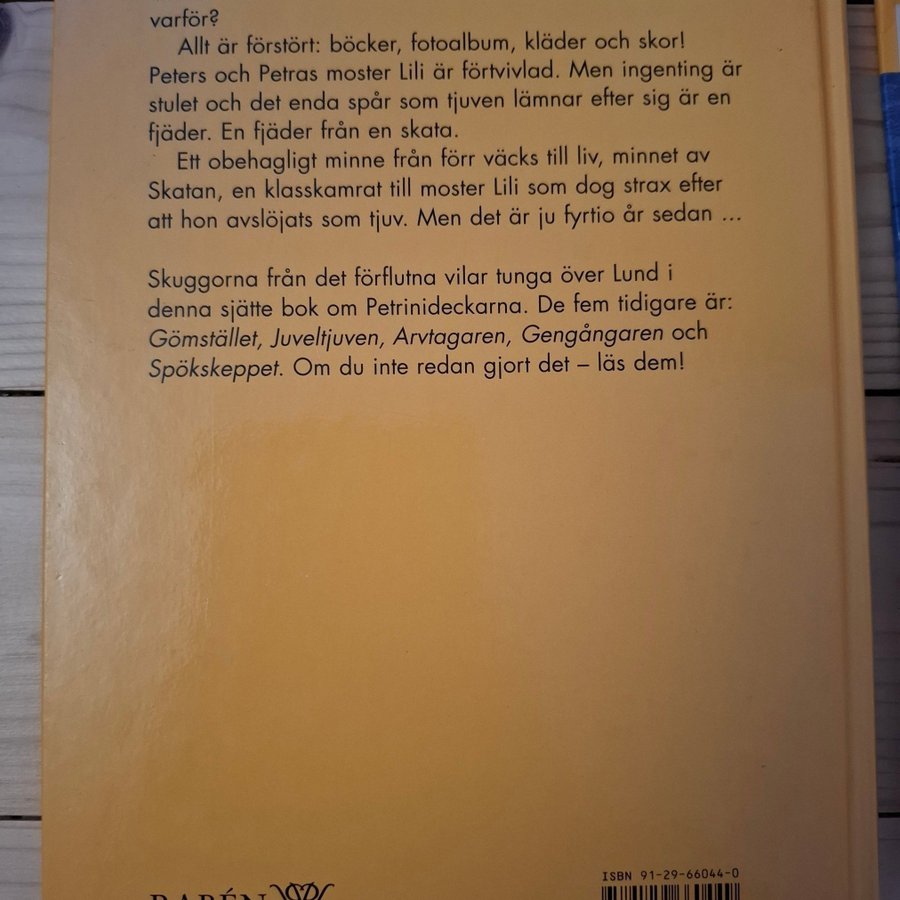 varför?
Allt är förstört: böcker, fotoalbum, kläder och skor!
Peters och Petras moster Lili är förtvivlad. Men ingenting är
stulet och det enda spår som tjuven lämnar efter sig är en
fjäder. En fjäder från en skata.
Ett obehagligt minne från förr väcks till liv, minnet av
Skatan, en klasskamrat till moster Lili som dog strax efter
att hon avslöjats som tjuv. Men det är ju fyrtio år sedan ...
Skuggorna från det förflutna vilar tunga över Lund i
denna sjätte bok om Petrinideckarna. De fem tidigare är:
Gömstället, Juveltjuven, Arvtagaren, Gengångaren och
Spökskeppet. Om du inte redan gjort det – läs dem!
ISBN 91-29-66044-0
RABÉN